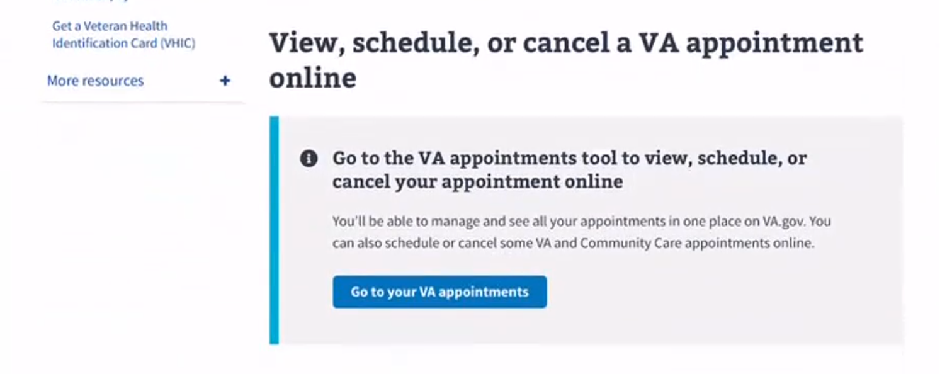 Get a Veteran Health
Identification Card (VHIC)
More resources +
View, schedule, or cancel a VA appointment
online
Go to the VA appointments tool to view, schedule, or
cancel your appointment online
You'll be able to manage and see all your appointments in one place on VA.gov. You
can also schedule or cancel some VA and Community Care appointments online.
Go to your VA appointments